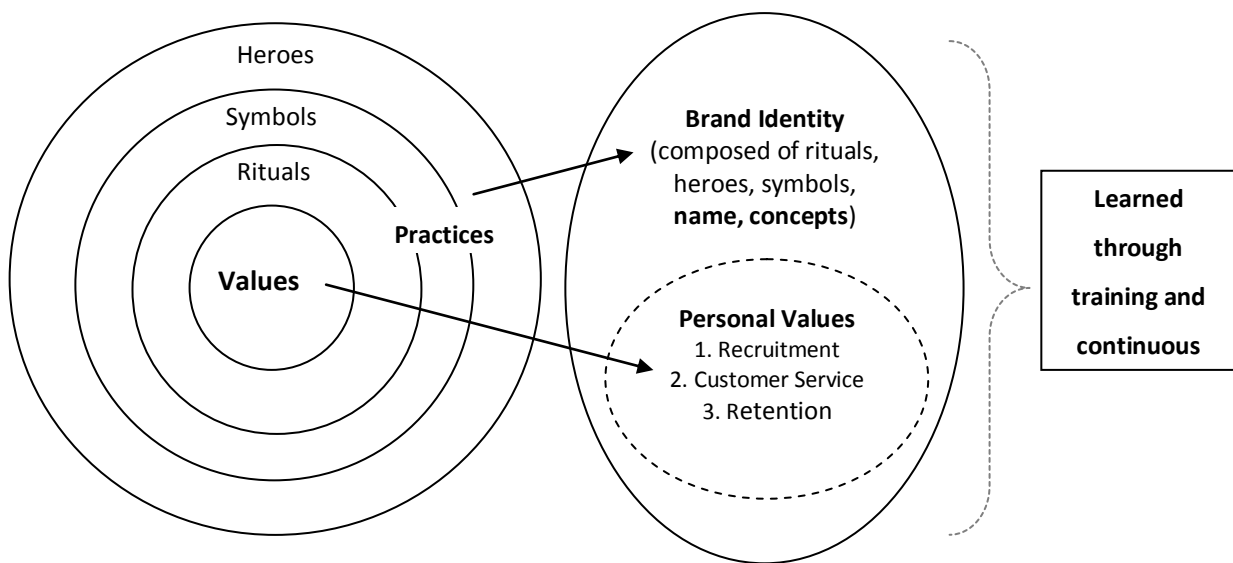 Heroes
Symbols
Rituals
Practices
Values
Brand Identity
(composed of rituals,
heroes, symbols,
name, concepts)
Personal Values
1. Recruitment
2. Customer Service
3. Retention
Learned
through
training and
continuous